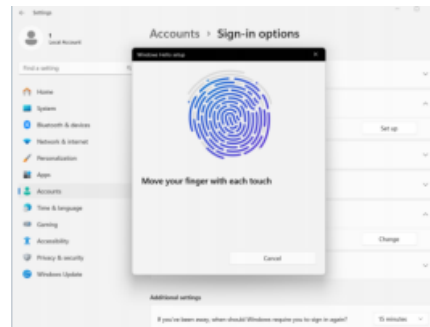 Settings
1
Local Account
Find a setting
Home
System
Bluetooth & devices
Network & internet
Personalization
Apps
Accounts
Time & language
Gaming
Accessibility
Privacy & security
Windows Update
Accounts > Sign-in options
Windows Hello setup
Move your finger with each touch
Cancel
Set up
Change
Additional settings
If you've been away, when should Windows require you to sign in again?
15 minutes